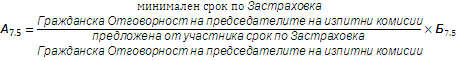 минимален срок по Застраховка
Гражданска Отговорност на председателите на изпитни комисии
A7.5 = × Б7.5
предложена от участника срок по Застраховка
Гражданска Отговорност на председателите на изпитни комисии